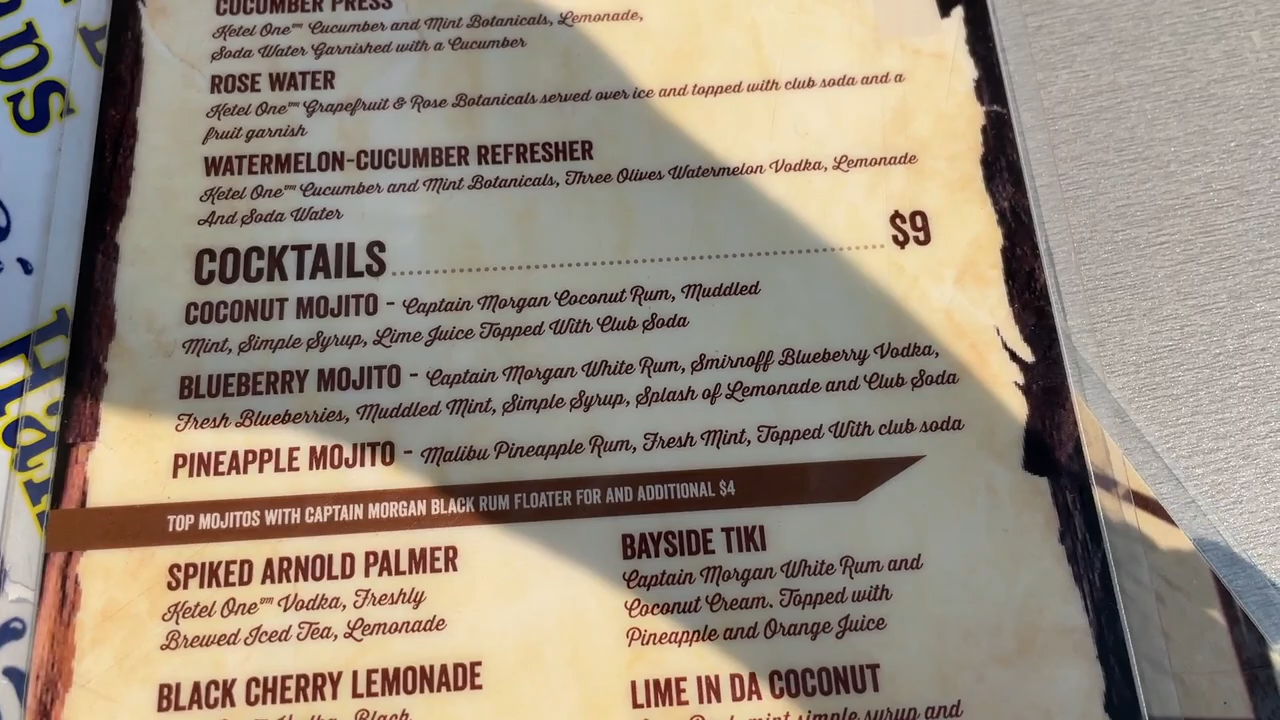 CUCUMBER PRESS
Ketel One™ Cucumber and Mint Botanicals, Lemonade,
Soda Water Garnished with a Cucumber
ROSE WATER
Ketel One™ Grapefruit & Rose Botanicals served over ice and topped with club soda and a
fruit garnish
WATERMELON-CUCUMBER REFRESHER
Ketel One™ Cucumber and Mint Botanicals, Three Olives Watermelon Vodka, Lemonade
And Soda Water
COCKTAILS $9
COCONUT MOJITO - Captain Morgan Coconut Rum, Muddled
Mint, Simple Syrup, Lime Juice Topped With Club Soda
BLUEBERRY MOJITO - Captain Morgan White Rum, Smirnoff Blueberry Vodka,
Fresh Blueberries, Muddled Mint, Simple Syrup, Splash of Lemonade and Club Soda
PINEAPPLE MOJITO - Malibu Pineapple Rum, Fresh Mint, Topped With club soda
TOP MOJITOS WITH CAPTAIN MORGAN BLACK RUM FLOATER FOR AND ADDITIONAL $4
SPIKED ARNOLD PALMER
Ketel One™ Vodka, Freshly
Brewed Iced Tea, Lemonade
BLACK CHERRY LEMONADE
Vodka, Black
BAYSIDE TIKI
Captain Morgan White Rum and
Coconut Cream. Topped with
Pineapple and Orange Juice
LIME IN DA COCONUT
mint simple syrup and